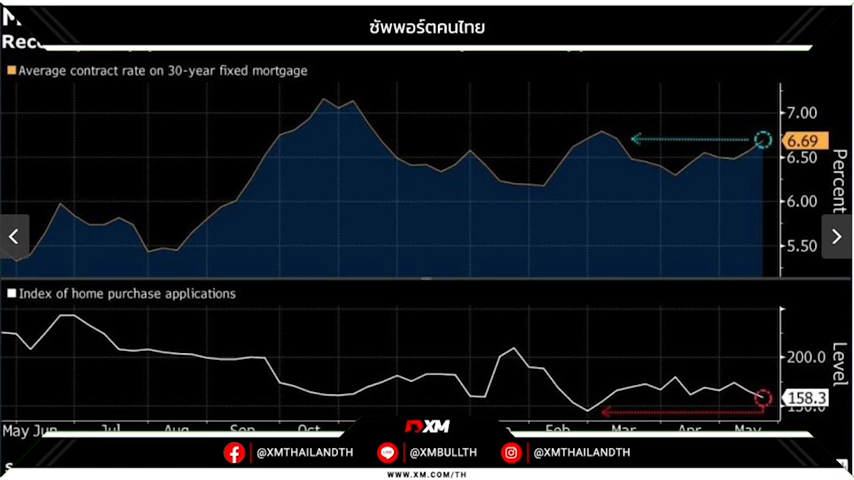 ซัพพอร์ตคนไทย
Average contract rate on 30-year fixed mortgage
7.00
6.69
6.50
6.00
5.50
Percent
Index of home purchase applications
200.0
158.3
Level
May Jun Jul Aug Sep Oct Feb Mar Apr May
XM
@XMTHAILANDTH @XMBULLTH @XMTHAILANDTH
WWW.XM.COM/TH